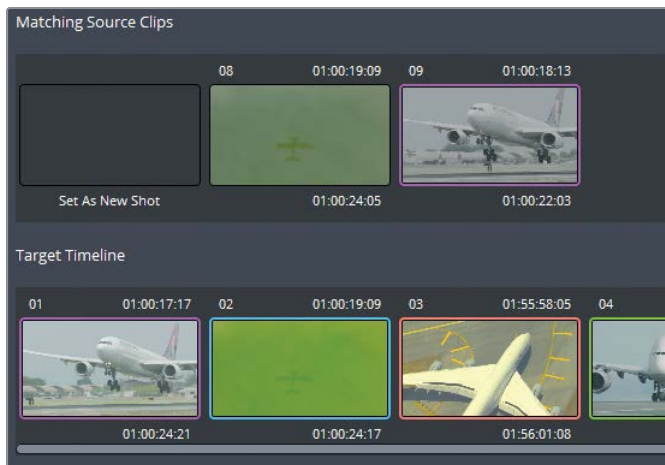 Matching Source Clips
08 01:00:19:09 09 01:00:18:13
Set As New Shot 01:00:24:05 01:00:22:03
Target Timeline
01 01:00:17:17 02 01:00:19:09 03 01:55:58:05 04
01:00:24:21 01:00:24:17 01:56:01:08